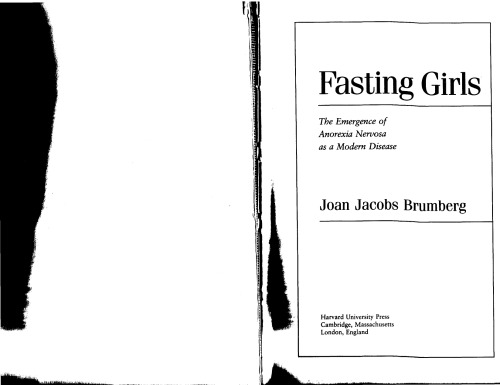 Fasting Girls
The Emergence of
Anorexia Nervosa
as a Modern Disease
Joan Jacobs Brumberg
Harvard University Press
Cambridge, Massachusetts
London, England